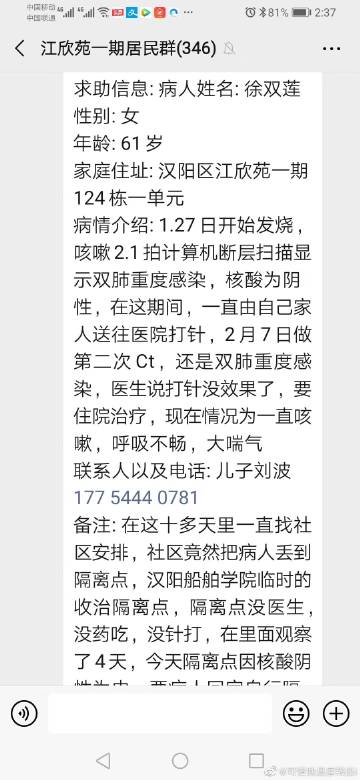 中国移动
中国联通
81%
2:37
江欣苑一期居民群(346)
求助信息: 病人姓名: 徐双莲
性别: 女
年龄: 61 岁
家庭住址: 汉阳区江欣苑一期
124 栋一单元
病情介绍: 1.27 日开始发烧,
咳嗽 2.1 拍计算机断层扫描显
示双肺重度感染，核酸为阴
性，在这期间，一直由自己家
人送往医院打针，2 月 7 日做
第二次 Ct，还是双肺重度感
染，医生说打针没效果了，要
住院治疗，现在情况为一直咳
嗽，呼吸不畅，大喘气
联系人以及电话: 儿子刘波
177 5444 0781
备注: 在这十多天里一直找社
区安排，社区竟然把病人丢到
隔离点，汉阳船舶学院临时的
收治隔离点，隔离点没医生，
没药吃，没针打，在里面观察
了 4 天，今天隔离点因核酸阴